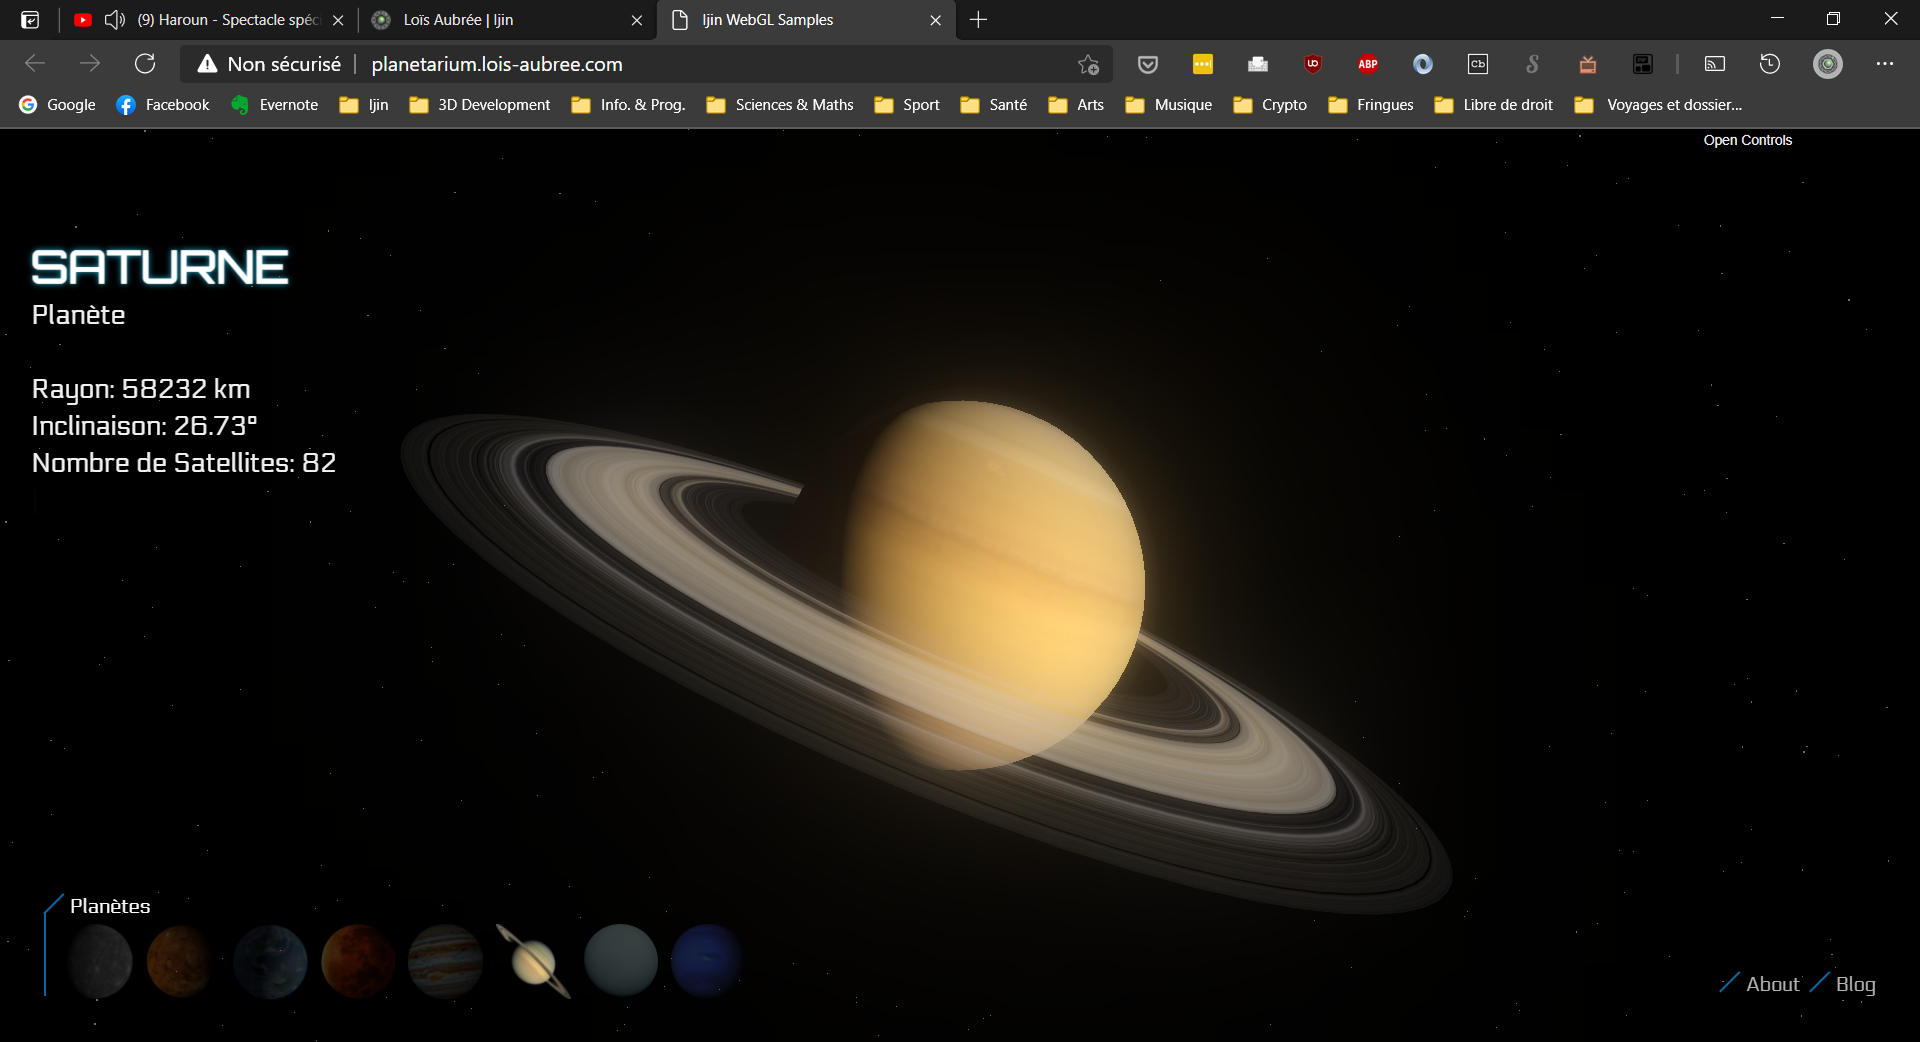 (9) Haroun - Spectacle spéc
Loïs Aubrée | Ijin
Ijin WebGL Samples
Non sécurisé
planetarium.lois-aubree.com
ABP
Cb
Google
Facebook
Evernote
Ijin
3D Development
Info. & Prog.
Sciences & Maths
Sport
Santé
Arts
Musique
Crypto
Fringues
Libre de droit
Voyages et dossier...
Open Controls
SATURNE
Planète
Rayon: 58232 km
Inclinaison: 26.73°
Nombre de Satellites: 82
Planètes
About
Blog